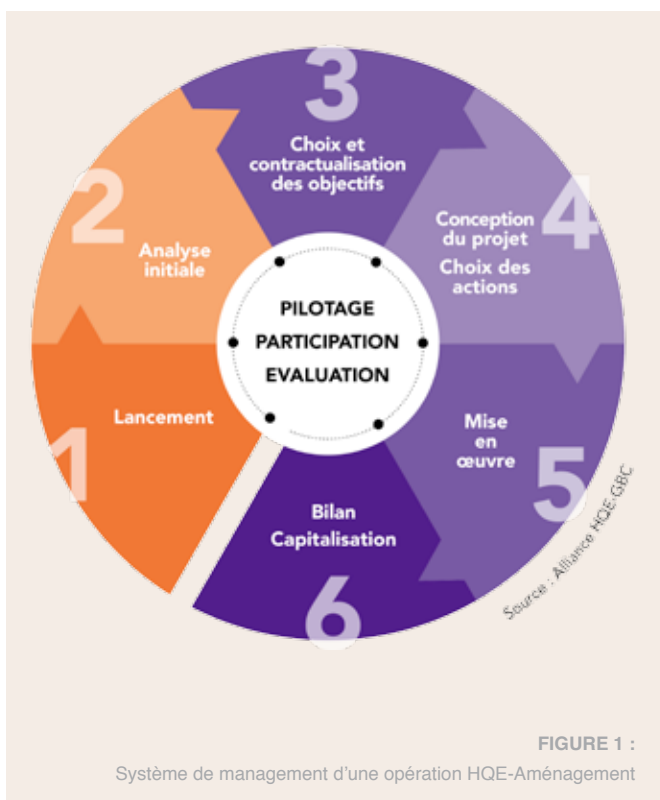 1
Lancement
2
Analyse
initiale
3
Choix et
contractualisation
des objectifs
4
Conception
du projet
Choix des
actions
5
Mise
en
œuvre
6
Bilan
Capitalisation
PILOTAGE
PARTICIPATION
EVALUATION
Source : Alliance HQE-GBC
FIGURE 1 :
Système de management d’une opération HQE-Aménagement